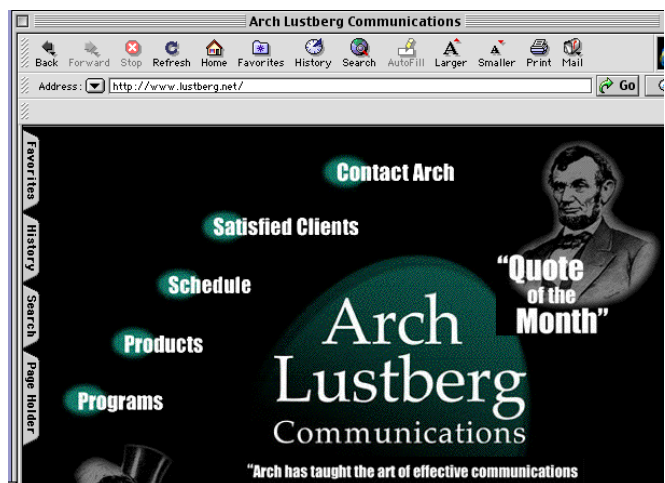 Arch Lustberg Communications
Back Forward Stop Refresh Home Favorites History Search AutoFill Larger Smaller Print Mail
Address: http://www.lustberg.net/ Go
Favorites
History
Search
Page Holder
Contact Arch
Satisfied Clients
Schedule
Products
Programs
"Quote
of the
Month"
Arch
Lustberg
Communications
"Arch has taught the art of effective communications